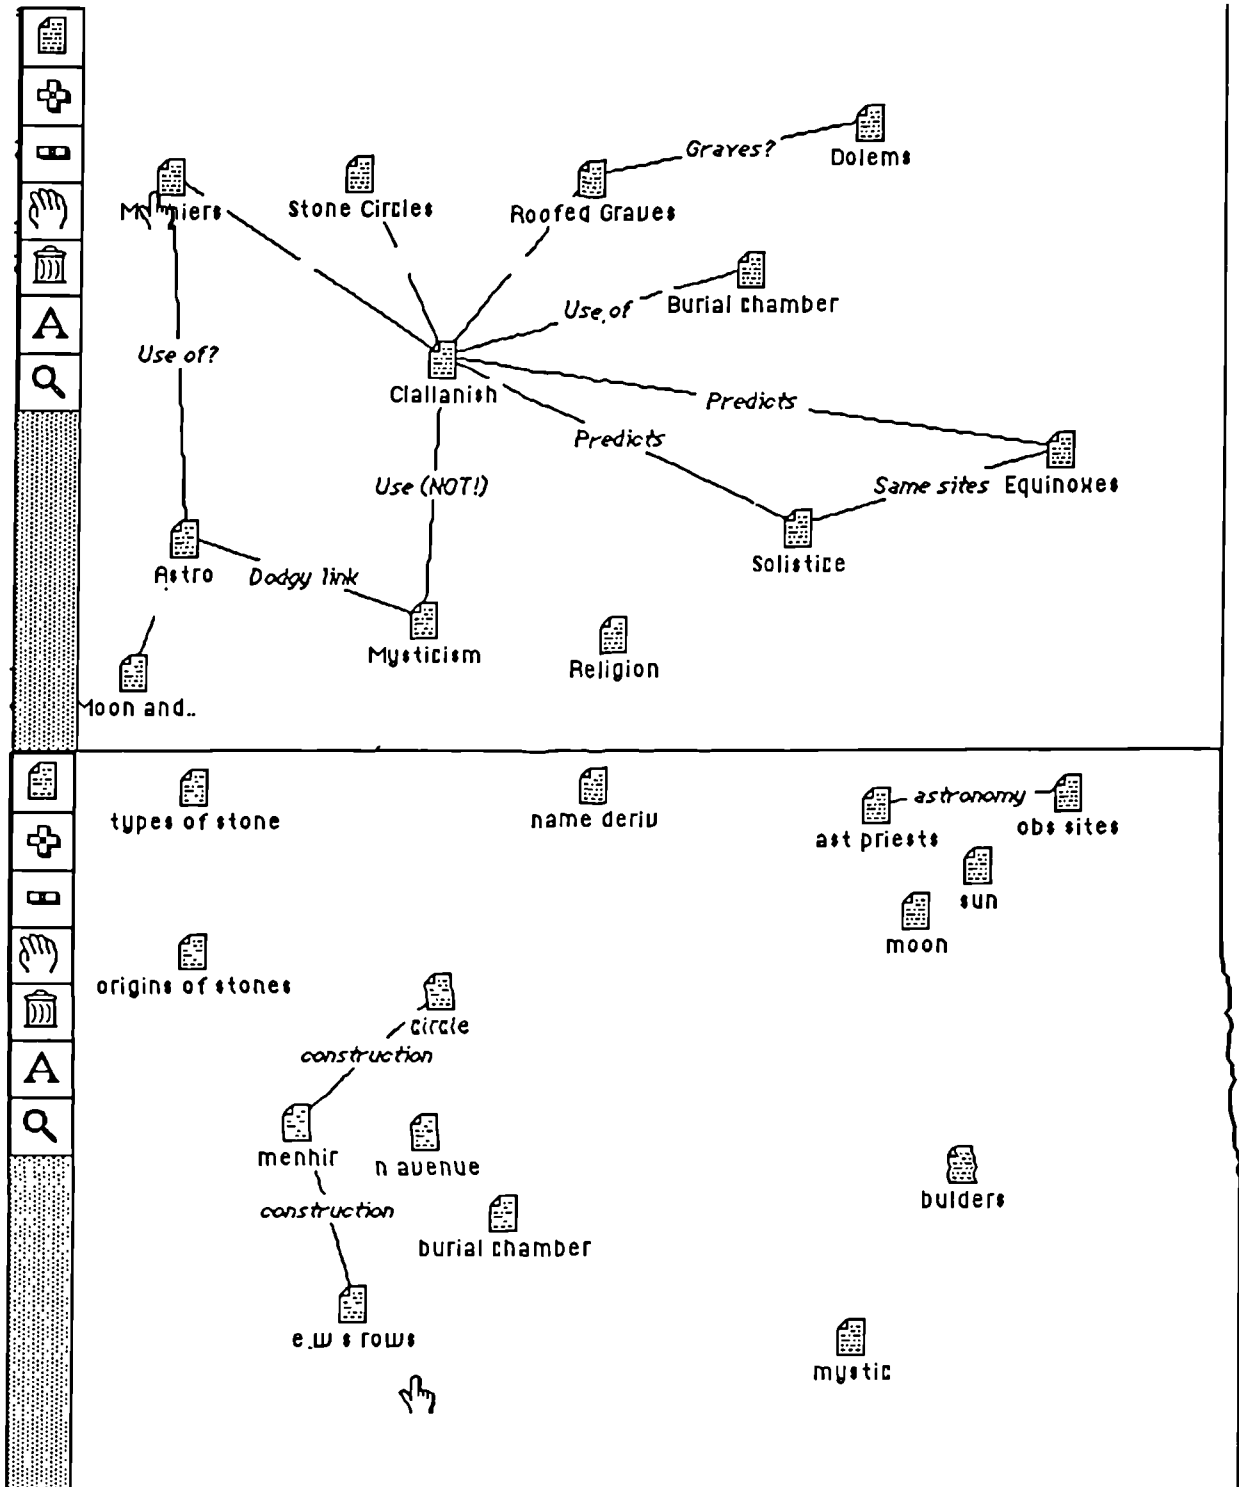 Graves?
Dolems
Stone Circles
Roofed Graves
Use of
Burial chamber
Use of?
Clallanish
Predicts
Predicts
Use (NOT!)
Same sites
Equinoxes
Solistice
Astro
Dodgy link
Mysticism
Religion
Moon and..
A
types of stone
name deriv
astronomy
ast priests
obs sites
sun
moon
origins of stones
circle
construction
A
menhir
n avenue
construction
burial chamber
bulders
e.w s rows
mystic